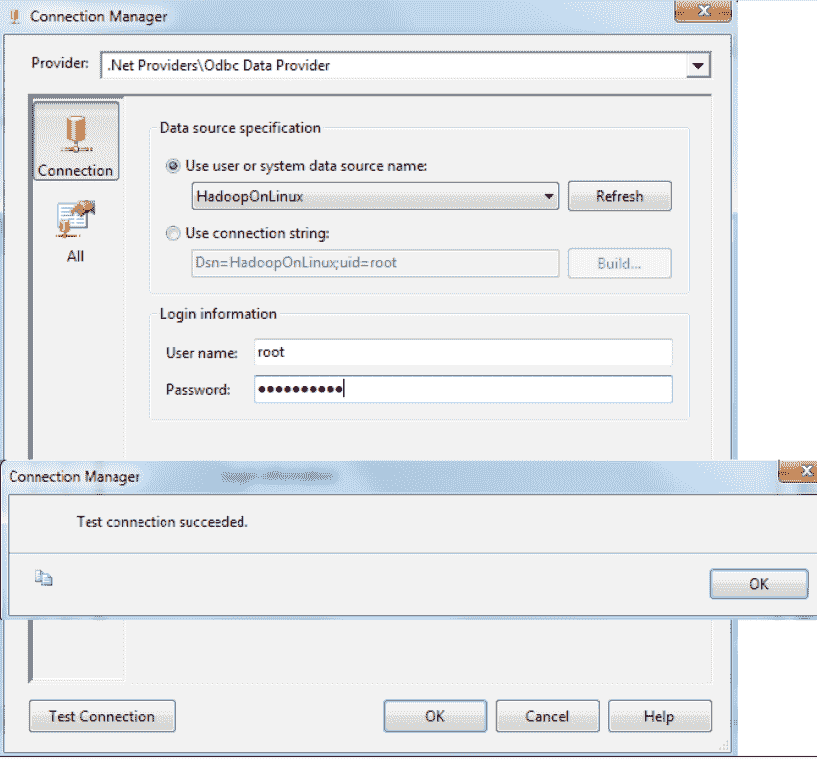 Connection Manager
Provider: .Net Providers\Odbc Data Provider
Connection
All
Data source specification
Use user or system data source name:
HadoopOnLinux Refresh
Use connection string:
Dsn=HadoopOnLinux;uid=root Build...
Login information
User name: root
Password: ●●●●●●●●●●
Connection Manager
Test connection succeeded.
OK
Test Connection OK Cancel Help